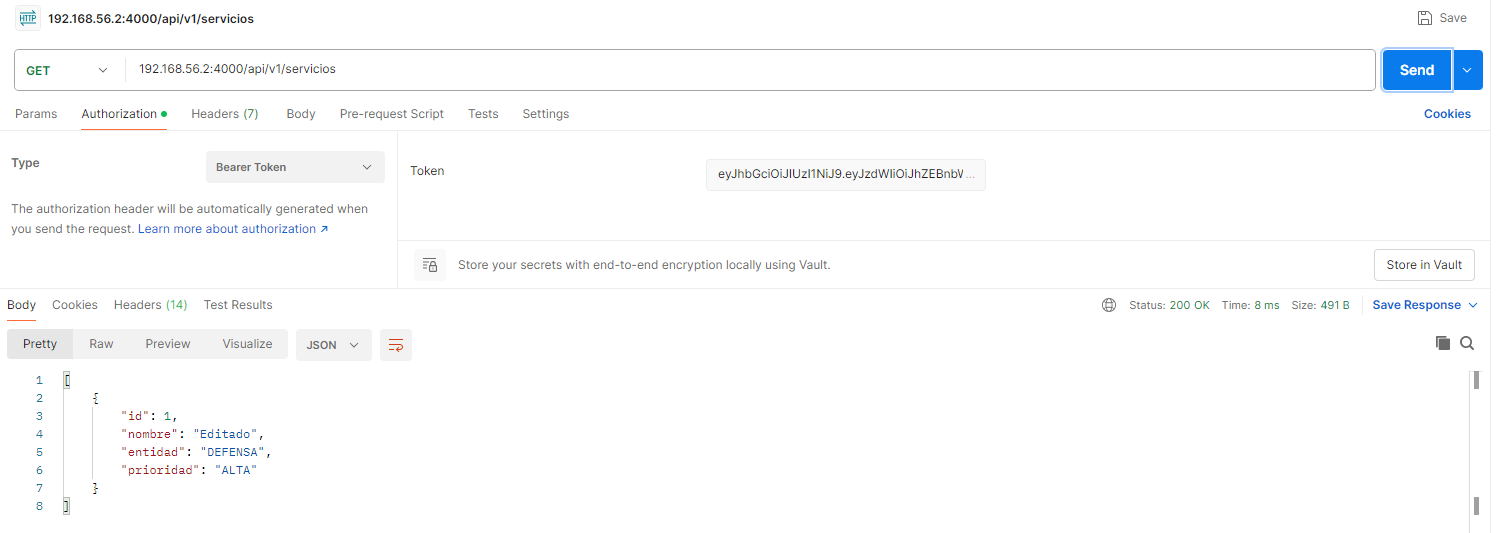 HTTP 192.168.56.2:4000/api/v1/servicios Save
GET 192.168.56.2:4000/api/v1/servicios Send
Params Authorization Headers (7) Body Pre-request Script Tests Settings Cookies
Type Bearer Token
Token eyJhbGciOiJIUzI1NiJ9.eyJzdWIiOiJhZEBnbW ...
The authorization header will be automatically generated when
you send the request. Learn more about authorization ↗
Store your secrets with end-to-end encryption locally using Vault. Store in Vault
Body Cookies Headers (14) Test Results Status: 200 OK Time: 8 ms Size: 491 B Save Response
Pretty Raw Preview Visualize JSON
1 [
2 {
3 "id": 1,
4 "nombre": "Editado",
5 "entidad": "DEFENSA",
6 "prioridad": "ALTA"
7 }
8 ]